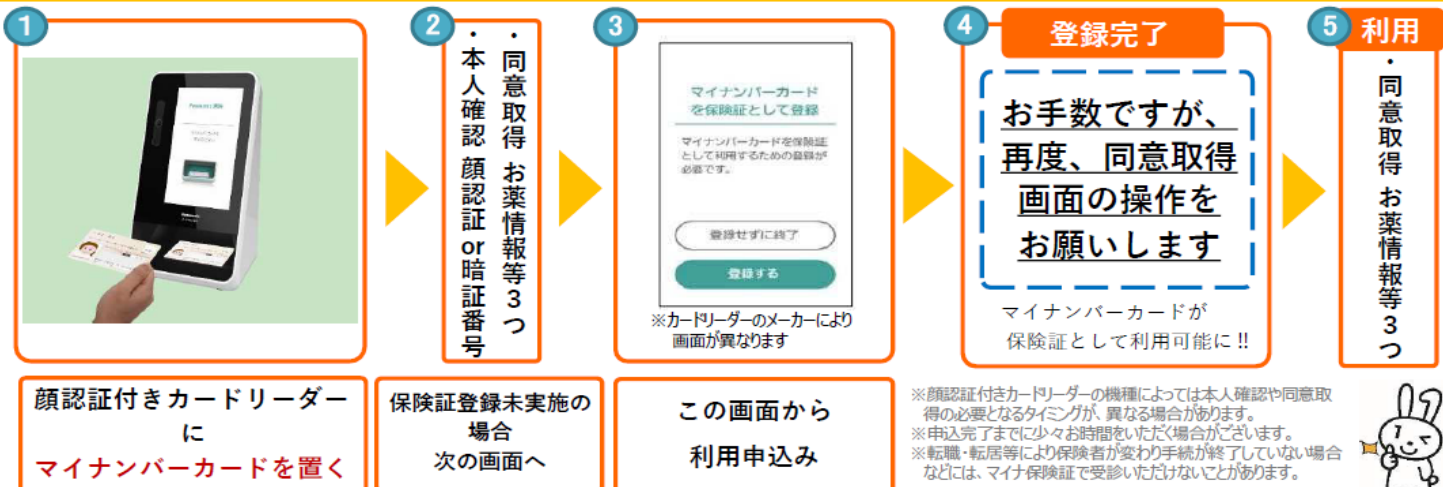 1
顔認証付きカードリーダー
に
マイナンバーカードを置く
2
・本人確認 顔認証or暗証番号
・同意取得 お薬情報等3つ
保険証登録未実施の
場合
次の画面へ
3
マイナンバーカード
を保険証として登録
マイナンバーカードを保険証
として利用するための登録が
必要です。
登録せずに終了
登録する
※カードリーダーのメーカーにより
画面が異なります
この画面から
利用申込み
4
登録完了
お手数ですが、
再度、同意取得
画面の操作を
お願いします
マイナンバーカードが
保険証として利用可能に!!
5
利用
・同意取得 お薬情報等3つ
※顔認証付きカードリーダーの機種によっては本人確認や同意取
得の必要となるタイミングが、異なる場合があります。
※申込完了までに少々お時間をいただく場合がございます。
※転職・転居等により保険者が変わり手続が終了していない場合
などには、マイナ保険証で受診いただけないことがあります。